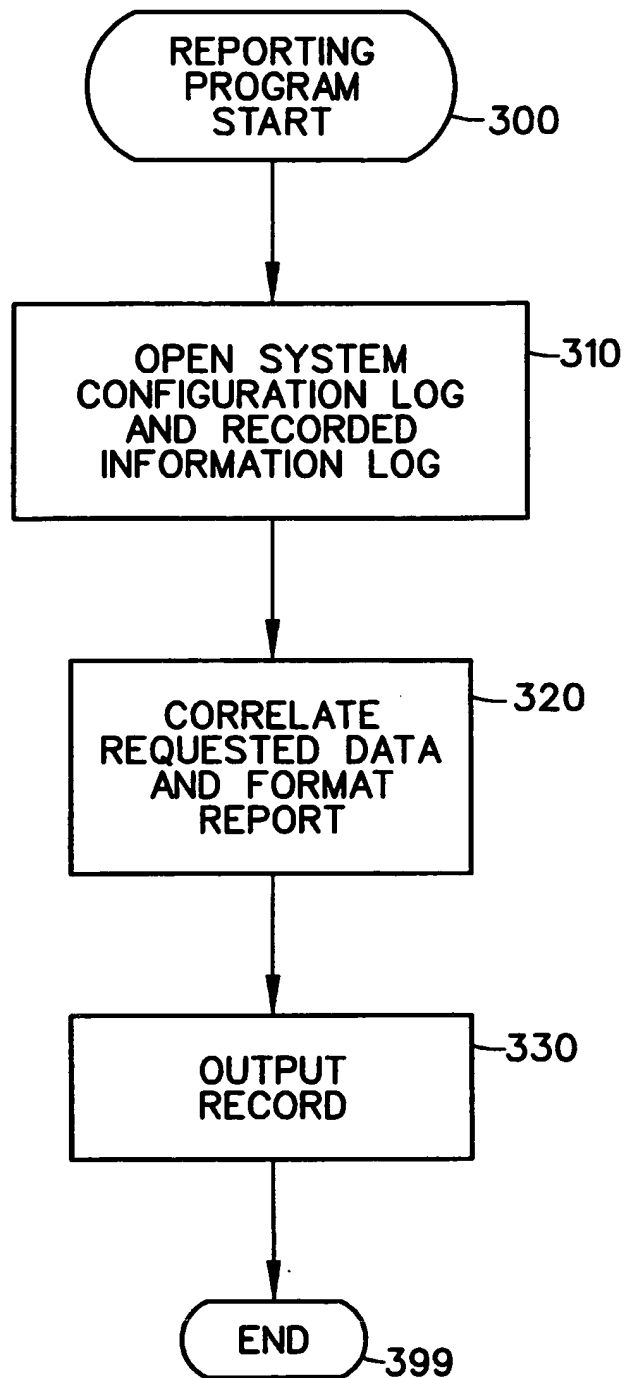 REPORTING
PROGRAM
START
300
OPEN SYSTEM
CONFIGURATION LOG
AND RECORDED
INFORMATION LOG
310
CORRELATE
REQUESTED DATA
AND FORMAT
REPORT
320
OUTPUT
RECORD
330
END
399